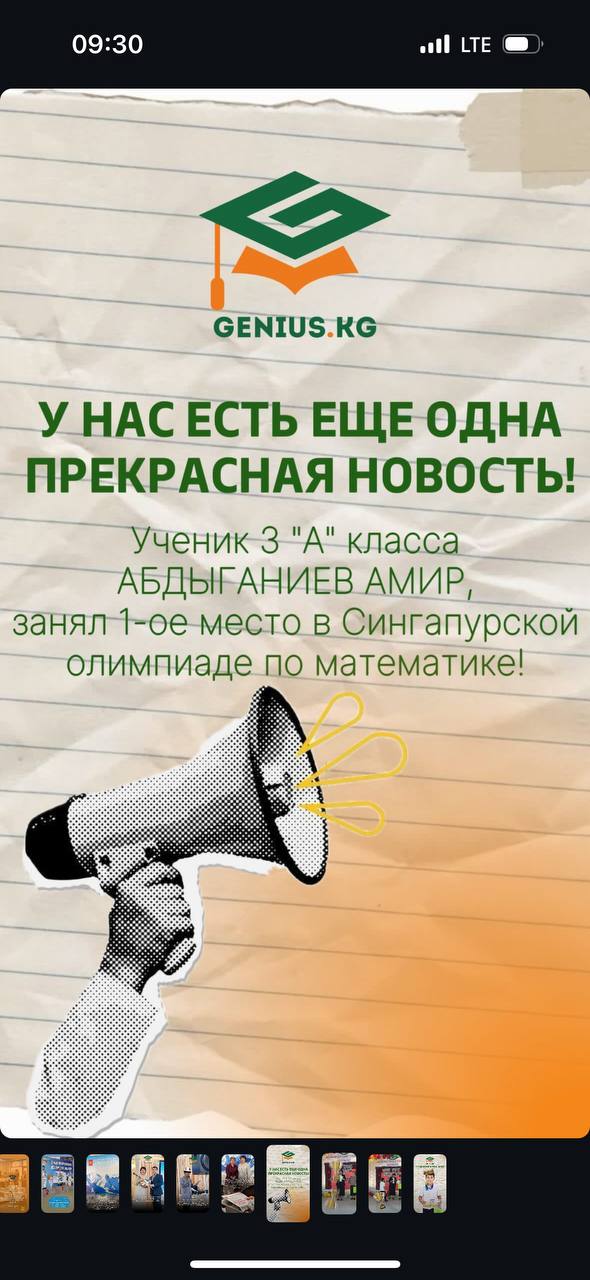 09:30
LTE
GENIUS.KG
У НАС ЕСТЬ ЕЩЕ ОДНА
ПРЕКРАСНАЯ НОВОСТЬ!
Ученик 3 "А" класса
АБДЫГАНИЕВ АМИР,
занял 1-ое место в Сингапурской
олимпиаде по математике!